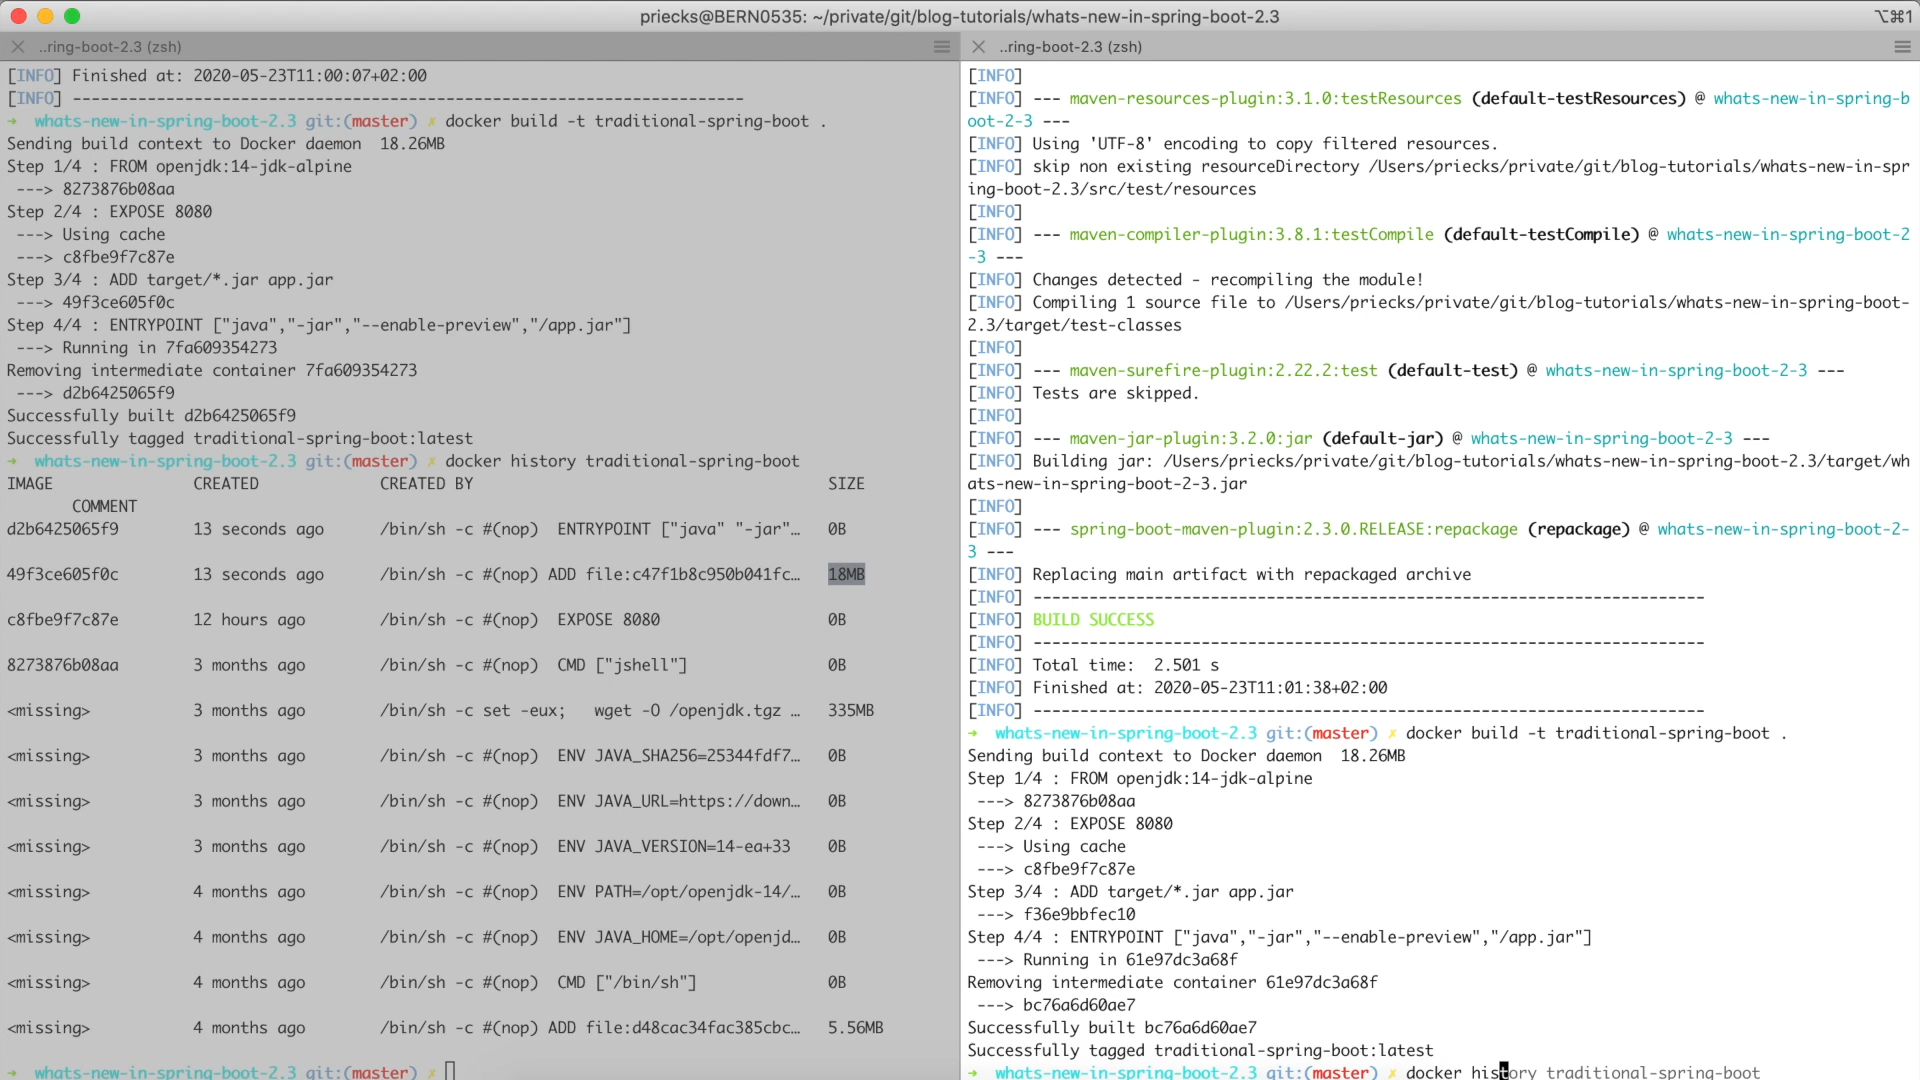 priecks@BERN0535: ~/private/git/blog-tutorials/whats-new-in-spring-boot-2.3
⌥⌘1
..ring-boot-2.3 (zsh)
[INFO] Finished at: 2020-05-23T11:00:07+02:00
[INFO] ------------------------------------------------------------------------
➜  whats-new-in-spring-boot-2.3 git:(master) ✗ docker build -t traditional-spring-boot .
Sending build context to Docker daemon  18.26MB
Step 1/4 : FROM openjdk:14-jdk-alpine
 ---> 8273876b08aa
Step 2/4 : EXPOSE 8080
 ---> Using cache
 ---> c8fbe9f7c87e
Step 3/4 : ADD target/*.jar app.jar
 ---> 49f3ce605f0c
Step 4/4 : ENTRYPOINT ["java","-jar","--enable-preview","/app.jar"]
 ---> Running in 7fa609354273
Removing intermediate container 7fa609354273
 ---> d2b6425065f9
Successfully built d2b6425065f9
Successfully tagged traditional-spring-boot:latest
➜  whats-new-in-spring-boot-2.3 git:(master) ✗ docker history traditional-spring-boot
IMAGE               CREATED             CREATED BY                                      SIZE
       COMMENT
d2b6425065f9        13 seconds ago      /bin/sh -c #(nop)  ENTRYPOINT ["java" "-jar"…   0B
49f3ce605f0c        13 seconds ago      /bin/sh -c #(nop) ADD file:c47f1b8c950b041fc…   18MB
c8fbe9f7c87e        12 hours ago        /bin/sh -c #(nop)  EXPOSE 8080                  0B
8273876b08aa        3 months ago        /bin/sh -c #(nop)  CMD ["jshell"]               0B
<missing>           3 months ago        /bin/sh -c set -eux;   wget -O /openjdk.tgz …   335MB
<missing>           3 months ago        /bin/sh -c #(nop)  ENV JAVA_SHA256=25344fdf7…   0B
<missing>           3 months ago        /bin/sh -c #(nop)  ENV JAVA_URL=https://down…   0B
<missing>           3 months ago        /bin/sh -c #(nop)  ENV JAVA_VERSION=14-ea+33    0B
<missing>           4 months ago        /bin/sh -c #(nop)  ENV PATH=/opt/openjdk-14/…   0B
<missing>           4 months ago        /bin/sh -c #(nop)  ENV JAVA_HOME=/opt/openjd…   0B
<missing>           4 months ago        /bin/sh -c #(nop)  CMD ["/bin/sh"]              0B
<missing>           4 months ago        /bin/sh -c #(nop) ADD file:d48cac34fac385cbc…   5.56MB
➜  whats-new-in-spring-boot-2.3 git:(master) ✗
..ring-boot-2.3 (zsh)
[INFO]
[INFO] --- maven-resources-plugin:3.1.0:testResources (default-testResources) @ whats-new-in-spring-b
oot-2-3 ---
[INFO] Using 'UTF-8' encoding to copy filtered resources.
[INFO] skip non existing resourceDirectory /Users/priecks/private/git/blog-tutorials/whats-new-in-spr
ing-boot-2.3/src/test/resources
[INFO]
[INFO] --- maven-compiler-plugin:3.8.1:testCompile (default-testCompile) @ whats-new-in-spring-boot-2
-3 ---
[INFO] Changes detected - recompiling the module!
[INFO] Compiling 1 source file to /Users/priecks/private/git/blog-tutorials/whats-new-in-spring-boot-
2.3/target/test-classes
[INFO]
[INFO] --- maven-surefire-plugin:2.22.2:test (default-test) @ whats-new-in-spring-boot-2-3 ---
[INFO] Tests are skipped.
[INFO]
[INFO] --- maven-jar-plugin:3.2.0:jar (default-jar) @ whats-new-in-spring-boot-2-3 ---
[INFO] Building jar: /Users/priecks/private/git/blog-tutorials/whats-new-in-spring-boot-2.3/target/wh
ats-new-in-spring-boot-2-3.jar
[INFO]
[INFO] --- spring-boot-maven-plugin:2.3.0.RELEASE:repackage (repackage) @ whats-new-in-spring-boot-2-
3 ---
[INFO] Replacing main artifact with repackaged archive
[INFO] ------------------------------------------------------------------------
[INFO] BUILD SUCCESS
[INFO] ------------------------------------------------------------------------
[INFO] Total time:  2.501 s
[INFO] Finished at: 2020-05-23T11:01:38+02:00
[INFO] ------------------------------------------------------------------------
➜  whats-new-in-spring-boot-2.3 git:(master) ✗ docker build -t traditional-spring-boot .
Sending build context to Docker daemon  18.26MB
Step 1/4 : FROM openjdk:14-jdk-alpine
 ---> 8273876b08aa
Step 2/4 : EXPOSE 8080
 ---> Using cache
 ---> c8fbe9f7c87e
Step 3/4 : ADD target/*.jar app.jar
 ---> f36e9bbfec10
Step 4/4 : ENTRYPOINT ["java","-jar","--enable-preview","/app.jar"]
 ---> Running in 61e97dc3a68f
Removing intermediate container 61e97dc3a68f
 ---> bc76a6d60ae7
Successfully built bc76a6d60ae7
Successfully tagged traditional-spring-boot:latest
➜  whats-new-in-spring-boot-2.3 git:(master) ✗ docker history traditional-spring-boot